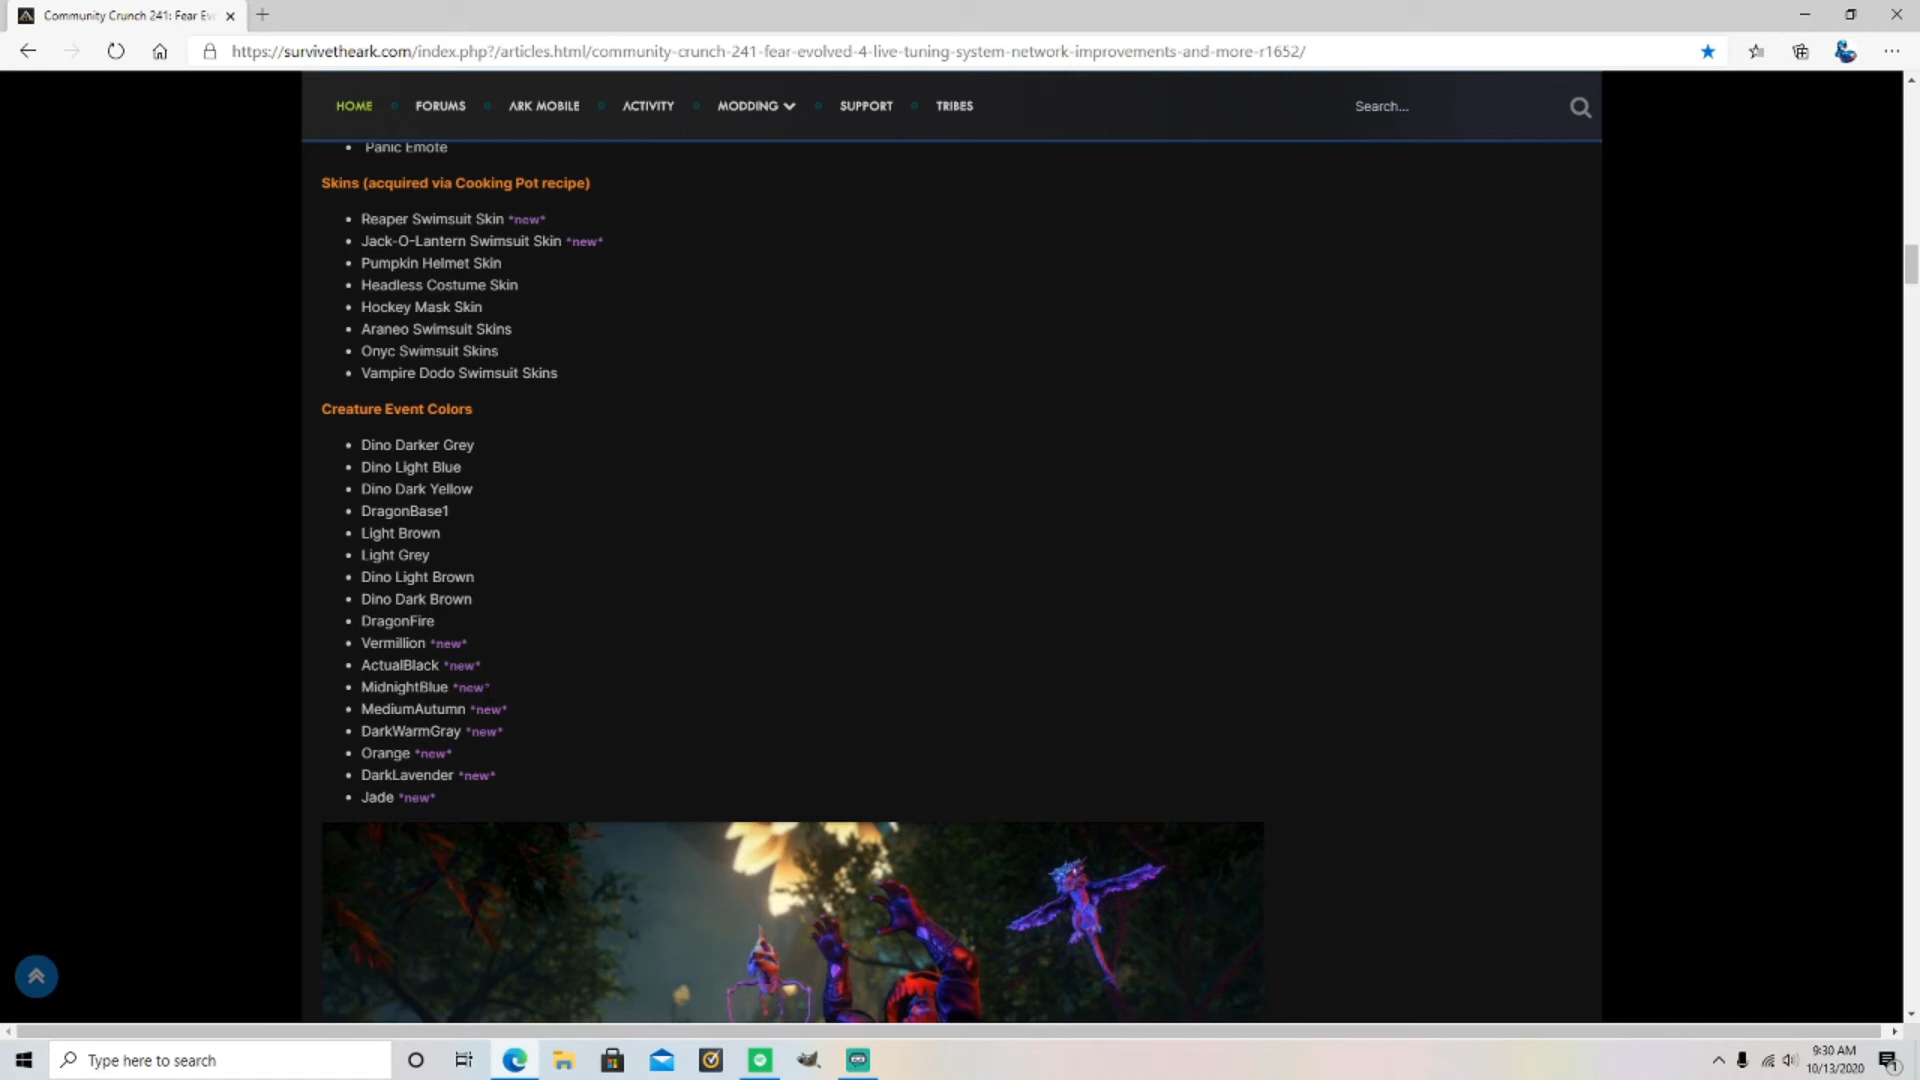 Community Crunch 241: Fear Ev
https://survivetheark.com/index.php?/articles.html/community-crunch-241-fear-evolved-4-live-tuning-system-network-improvements-and-more-r1652/
HOME FORUMS ARK MOBILE ACTIVITY MODDING SUPPORT TRIBES Search...
Panic Emote
Skins (acquired via Cooking Pot recipe)
Reaper Swimsuit Skin *new*
Jack-O-Lantern Swimsuit Skin *new*
Pumpkin Helmet Skin
Headless Costume Skin
Hockey Mask Skin
Araneo Swimsuit Skins
Onyc Swimsuit Skins
Vampire Dodo Swimsuit Skins
Creature Event Colors
Dino Darker Grey
Dino Light Blue
Dino Dark Yellow
DragonBase1
Light Brown
Light Grey
Dino Light Brown
Dino Dark Brown
DragonFire
Vermillion *new*
ActualBlack *new*
MidnightBlue *new*
MediumAutumn *new*
DarkWarmGray *new*
Orange *new*
DarkLavender *new*
Jade *new*
Type here to search
9:30 AM
10/13/2020